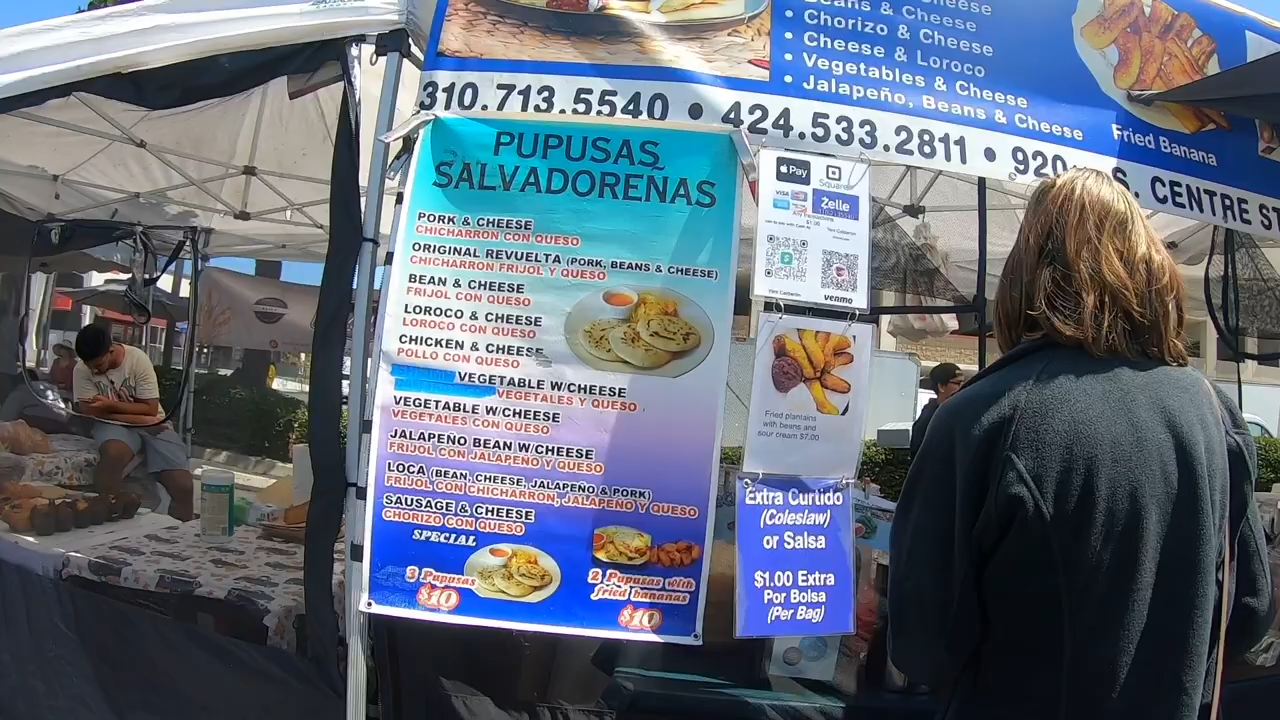 Beans & Cheese
• Chorizo & Cheese
• Cheese & Loroco
• Vegetables & Cheese
• Jalapeño, Beans & Cheese
Fried Banana
310.713.5540 • 424.533.2811 • 920 S. CENTRE ST
PUPUSAS
SALVADOREÑAS
PORK & CHEESE
CHICHARRON CON QUESO
ORIGINAL REVUELTA (PORK, BEANS & CHEESE)
CHICHARRON FRIJOL Y QUESO
BEAN & CHEESE
FRIJOL CON QUESO
LOROCO & CHEESE
LOROCO CON QUESO
CHICKEN & CHEESE
POLLO CON QUESO
VEGETABLE W/CHEESE
VEGETALES Y QUESO
VEGETABLE W/CHEESE
VEGETALES CON QUESO
JALAPEÑO BEAN W/CHEESE
FRIJOL CON JALAPEÑO Y QUESO
LOCA (BEAN, CHEESE, JALAPEÑO & PORK)
FRIJOL CON CHICHARRON, JALAPEÑO Y QUESO
SAUSAGE & CHEESE
CHORIZO CON QUESO
SPECIAL
3 Pupusas
$10
2 Pupusas with
fried bananas
$10
Pay
Square
VISA
Zelle
Yeni Calderon
venmo
Fried plantains
with beans and
sour cream $7.00
Extra Curtido
(Coleslaw)
or Salsa
$1.00 Extra
Por Bolsa
(Per Bag)